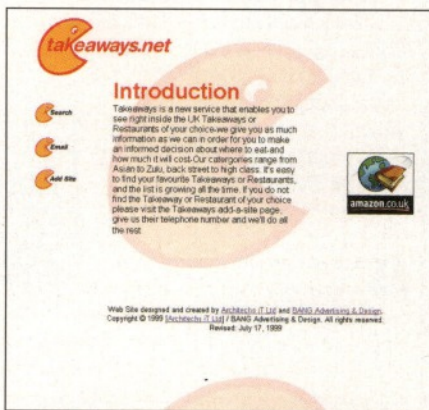 takeaways.net
Introduction
Takeaways is a new service that enables you to
see right inside the UK Takeaways or
Restaurants of your choice-we give you as much
information as we can in order for you to make
an informed decision about where to eat-and
how much it will cost-Our catergories range from
Asian to Zulu, back street to high class. It's easy
to find your favourite Takeaways or Restaurants,
and the list is growing all the time. If you do not
find the Takeaway or Restaurant of your choice
please visit the Takeaways add-a-site page,
give us their telephone number and we'll do all
the rest
Search
Email
Add Site
amazon.co.uk
Web Site designed and created by Architechs iT Ltd and BANG Advertising & Design.
Copyright © 1999 [Architechs iT Ltd] / BANG Advertising & Design. All rights reserved.
Revised: July 17, 1999